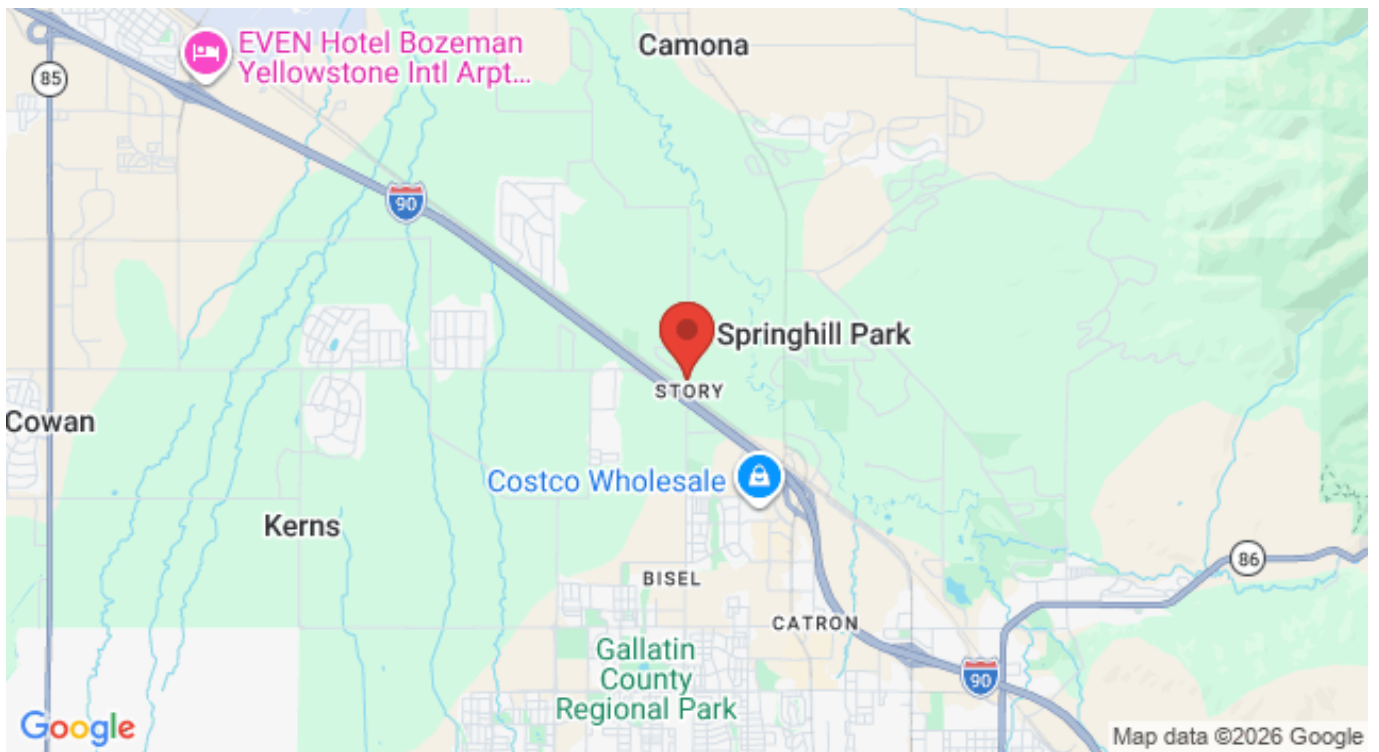 EVEN Hotel Bozeman
Yellowstone Intl Arpt...
Camona
85
90
Springhill Park
STORY
Cowan
Costco Wholesale
Kerns
86
BISEL
CATRON
Gallatin
County
Regional Park
90
Google
Map data ©2026 Google